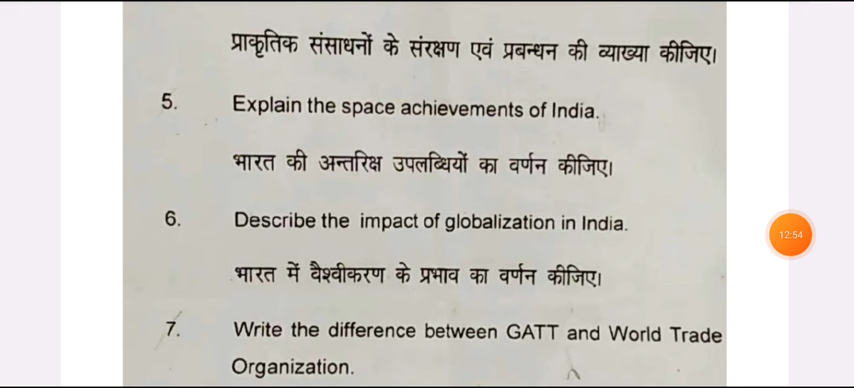 प्राकृतिक संसाधनों के संरक्षण एवं प्रबन्धन की व्याख्या कीजिए।
5. Explain the space achievements of India.
भारत की अन्तरिक्ष उपलब्धियों का वर्णन कीजिए।
6. Describe the impact of globalization in India.
12:54
भारत में वैश्वीकरण के प्रभाव का वर्णन कीजिए।
7. Write the difference between GATT and World Trade
Organization.